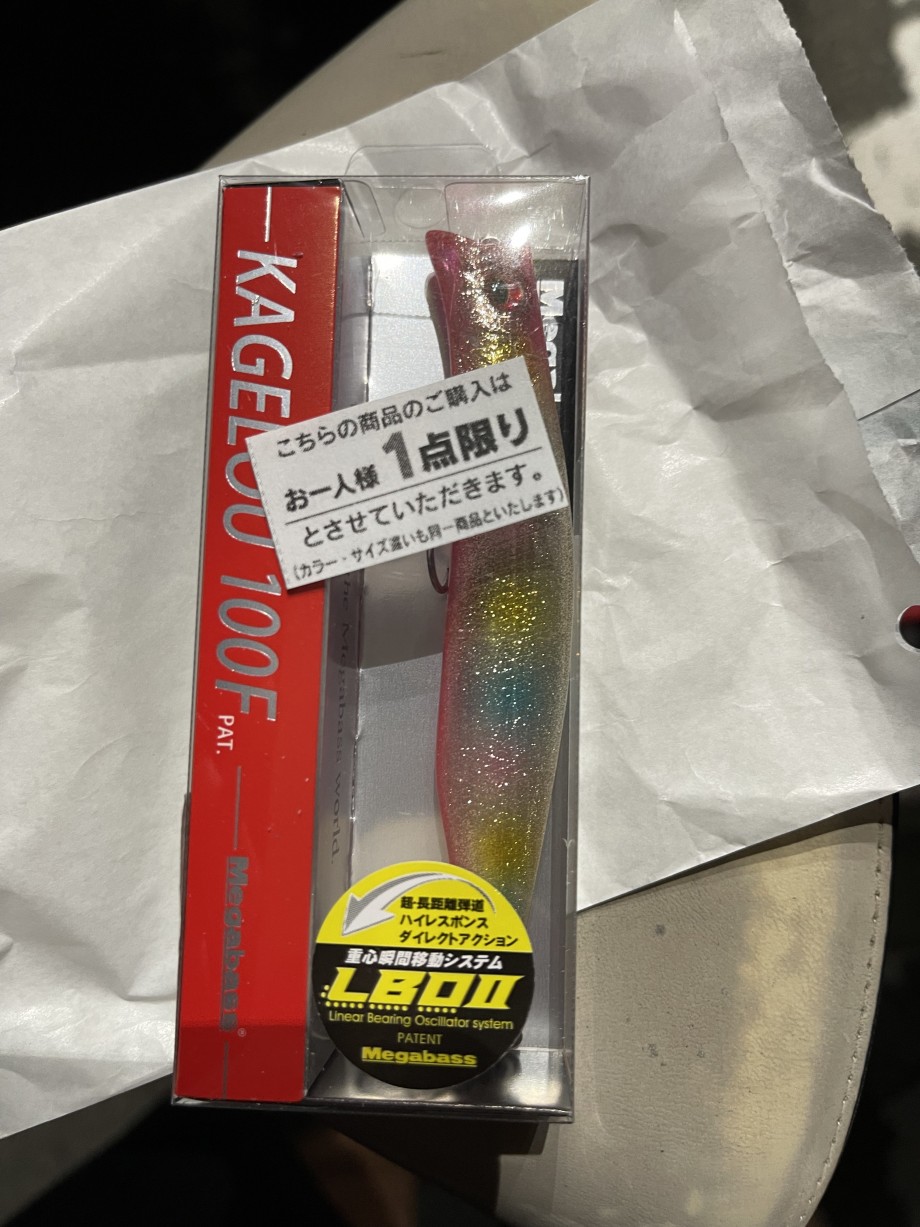 KAGELOU 100F
PAT.
Megabass®
こちらの商品のご購入は
お一人様 1点限り
とさせていただきます。
(カラー・サイズ違いも同一商品といたします)
the Megabass world.
超・長距離弾道
ハイレスポンス
ダイレクトアクション
重心瞬間移動システム
LBOII
Linear Bearing Oscillator system
PATENT
Megabass